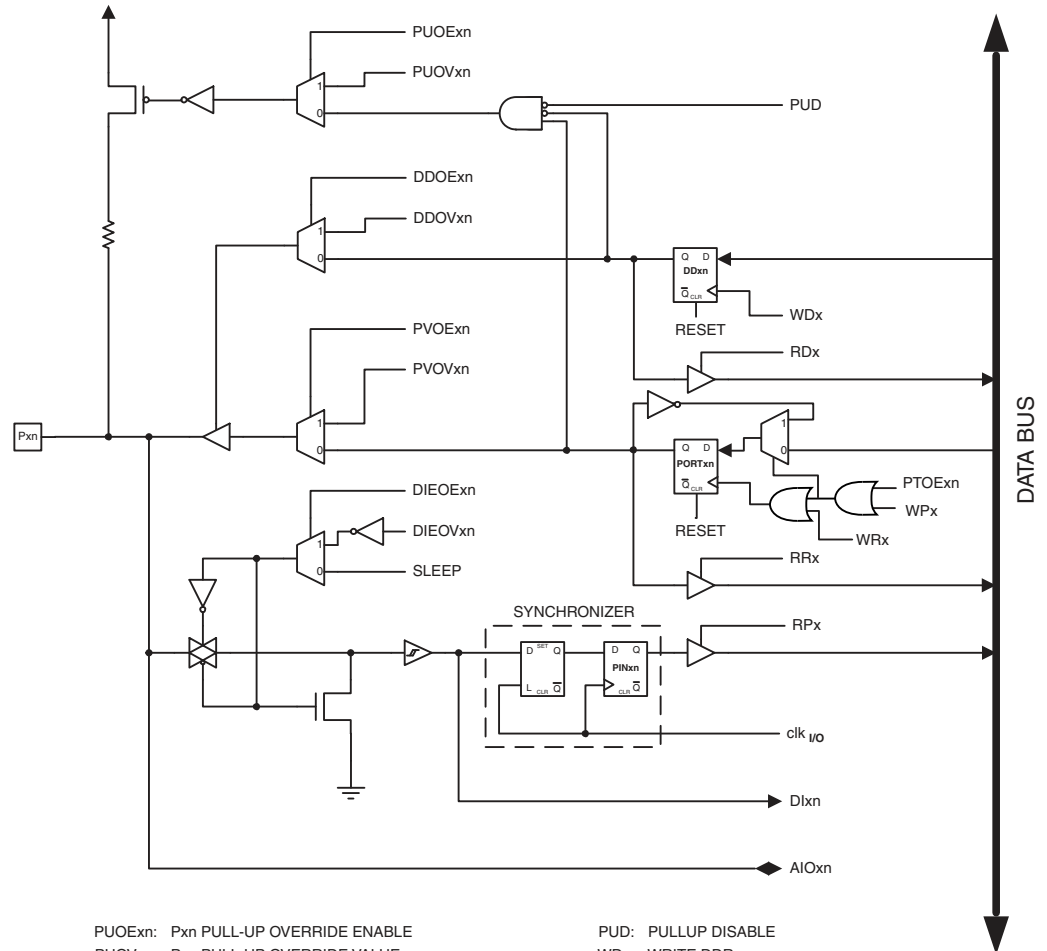 PUOExn
PUOVxn
1
0
PUD
DDOExn
DDOVxn
1
0
Q D
DDxn
Q CLR
WDx
RESET
RDx
PVOExn
PVOVxn
1
0
Pxn
1
0
Q D
PORTxn
Q CLR
PTOExn
WPx
RESET
WRx
RRx
DATA BUS
DIEOExn
DIEOVxn
1
0
SLEEP
SYNCHRONIZER
D SET Q
L CLR Q
D Q
PINxn
CLR Q
RPx
clk I/O
DIxn
AIOxn
PUOExn: Pxn PULL-UP OVERRIDE ENABLE
PUD: PULLUP DISABLE